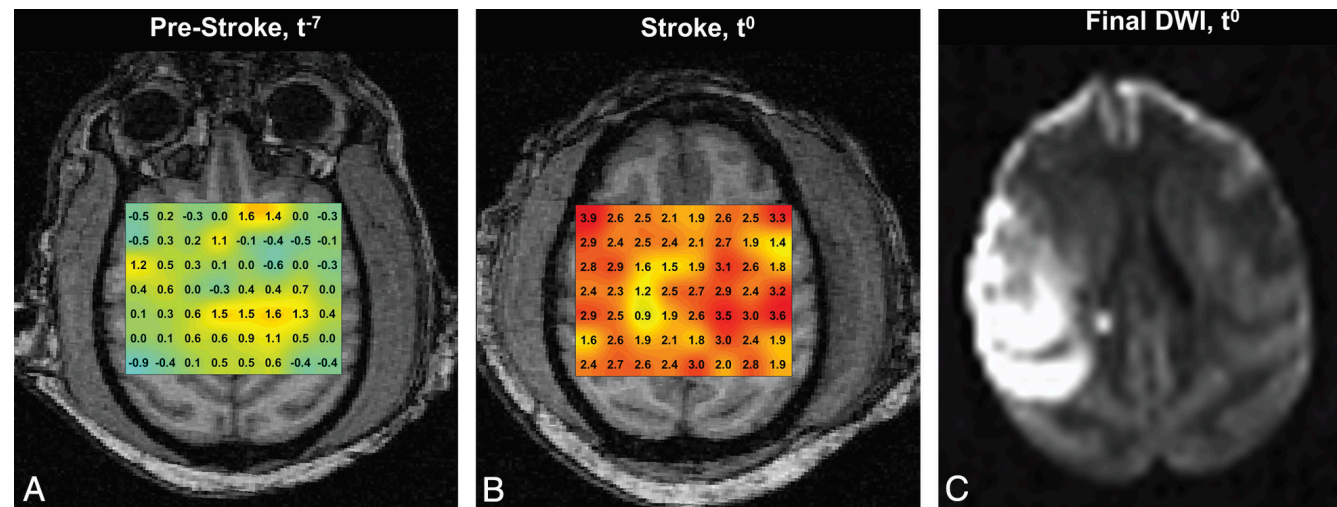 Pre-Stroke, t-7
-0.5 0.2 -0.3 0.0 1.6 1.4 0.0 -0.3
-0.5 0.3 0.2 1.1 -0.1 -0.4 -0.5 -0.1
1.2 0.5 0.3 0.1 0.0 -0.6 0.0 -0.3
0.4 0.6 0.0 -0.3 0.4 0.4 0.7 0.0
0.1 0.3 0.6 1.5 1.5 1.6 1.3 0.4
0.0 0.1 0.6 0.6 0.9 1.1 0.5 0.0
-0.9 -0.4 0.1 0.5 0.5 0.6 -0.4 -0.4
A
Stroke, t0
3.9 2.6 2.5 2.1 1.9 2.6 2.5 3.3
2.9 2.4 2.5 2.4 2.1 2.7 1.9 1.4
2.8 2.9 1.6 1.5 1.9 3.1 2.6 1.8
2.4 2.3 1.2 2.5 2.7 2.9 2.4 3.2
2.9 2.5 0.9 1.9 2.6 3.5 3.0 3.6
1.6 2.6 1.9 2.1 1.8 3.0 2.4 1.9
2.4 2.7 2.6 2.4 3.0 2.0 2.8 1.9
B
Final DWI, t0
C